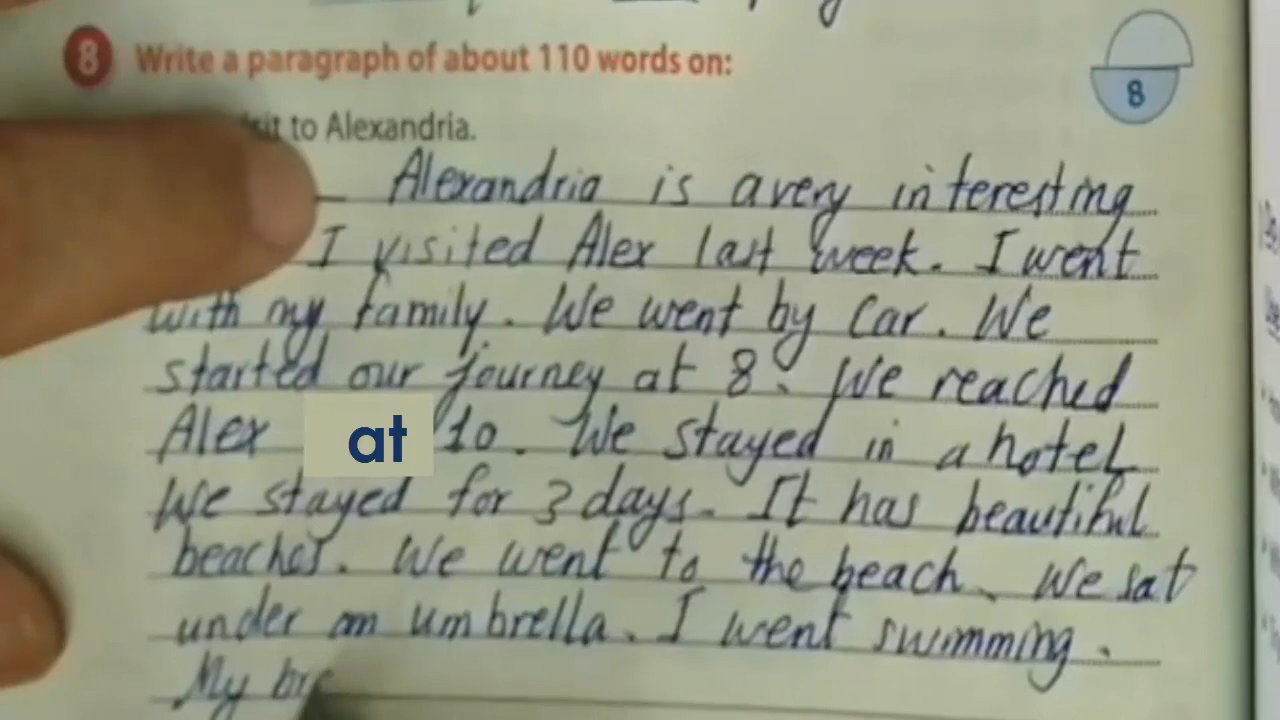 8 Write a paragraph of about 110 words on:
8
to Alexandria.
Alexandria is a very interesting
I visited Alex last week. I went
with my family. We went by car. We
started our journey at 8. We reached
Alex at 10. We stayed in a hotel
We stayed for 3 days. It has beautiful
beaches. We went to the beach. We sat
under an umbrella. I went swimming.
My bro